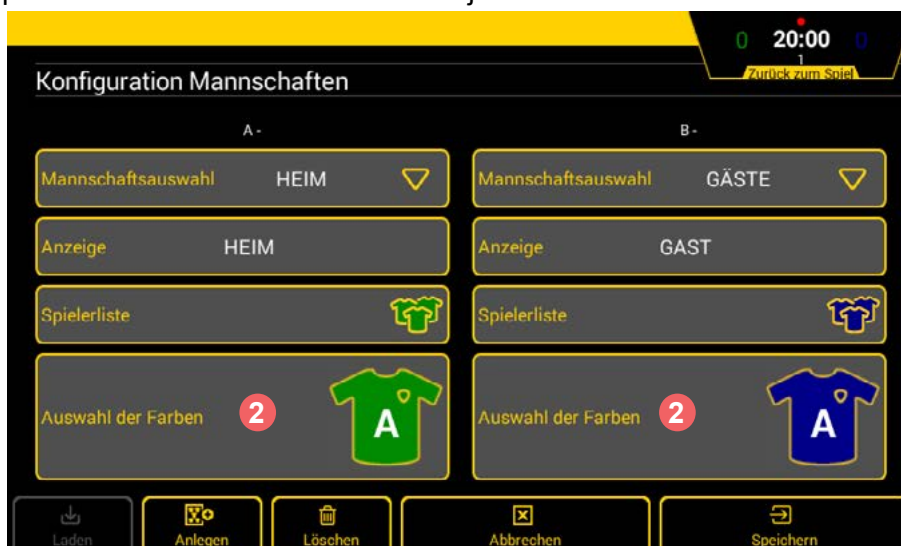 0 20:00 0
1
Zurück zum Spiel
Konfiguration Mannschaften
A -
B -
Mannschaftsauswahl HEIM
Mannschaftsauswahl GÄSTE
Anzeige HEIM
Anzeige GAST
Spielerliste
Spielerliste
Auswahl der Farben 2 A
Auswahl der Farben 2 A
Laden
Anlegen
Löschen
Abbrechen
Speichern